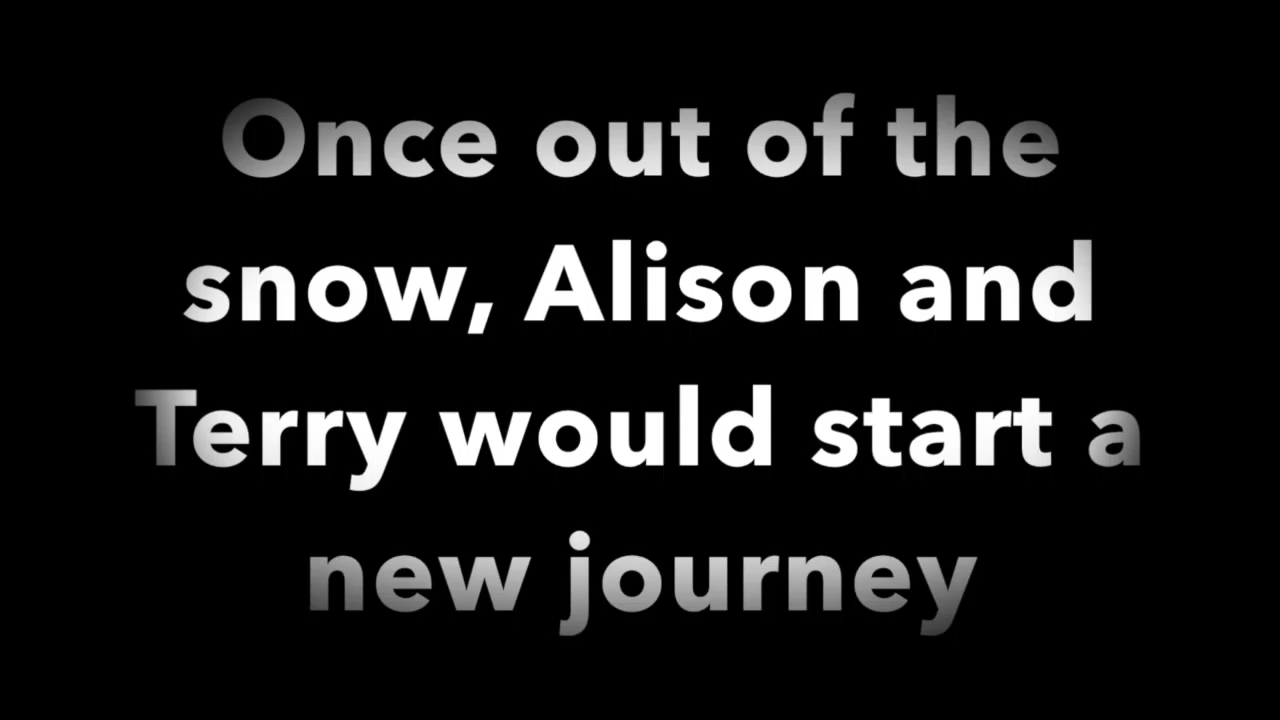 Once out of the
snow, Alison and
Terry would start a
new journey